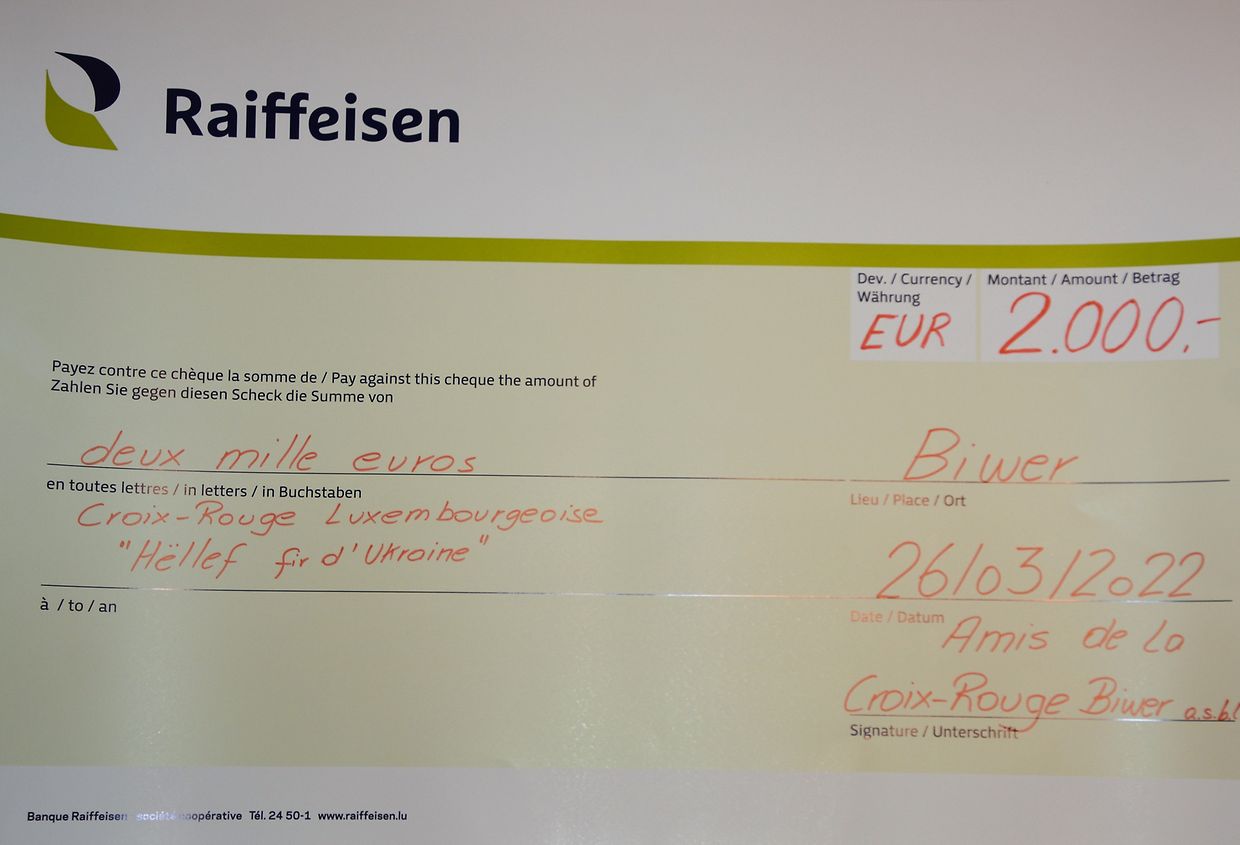 Raiffeisen
Dev. / Currency / Montant / Amount / Betrag
Währung
EUR 2.000,-
Payez contre ce chèque la somme de / Pay against this cheque the amount of
Zahlen Sie gegen diesen Scheck die Summe von
deux mille euros Biwer
en toutes lettres / in letters / in Buchstaben Lieu / Place / Ort
Croix-Rouge Luxembourgeoise
"Hëllef fir d'Ukraine"
26/03/2022
à / to / an Date / Datum
Amis de la
Croix-Rouge Biwer a.s.b.l
Signature / Unterschrift
Banque Raiffeisen société coopérative Tél. 24 50-1 www.raiffeisen.lu